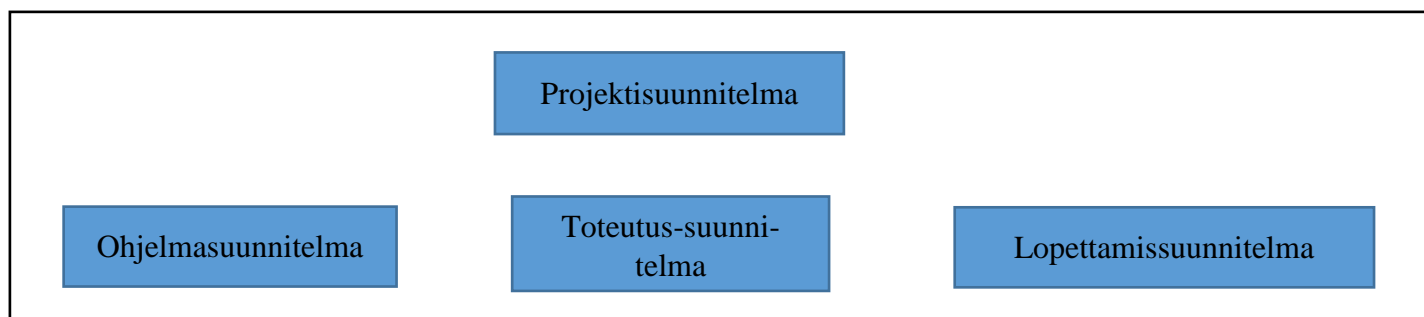 Projektisuunnitelma
Ohjelmasuunnitelma
Toteutus-suunni-
telma
Lopettamissuunnitelma